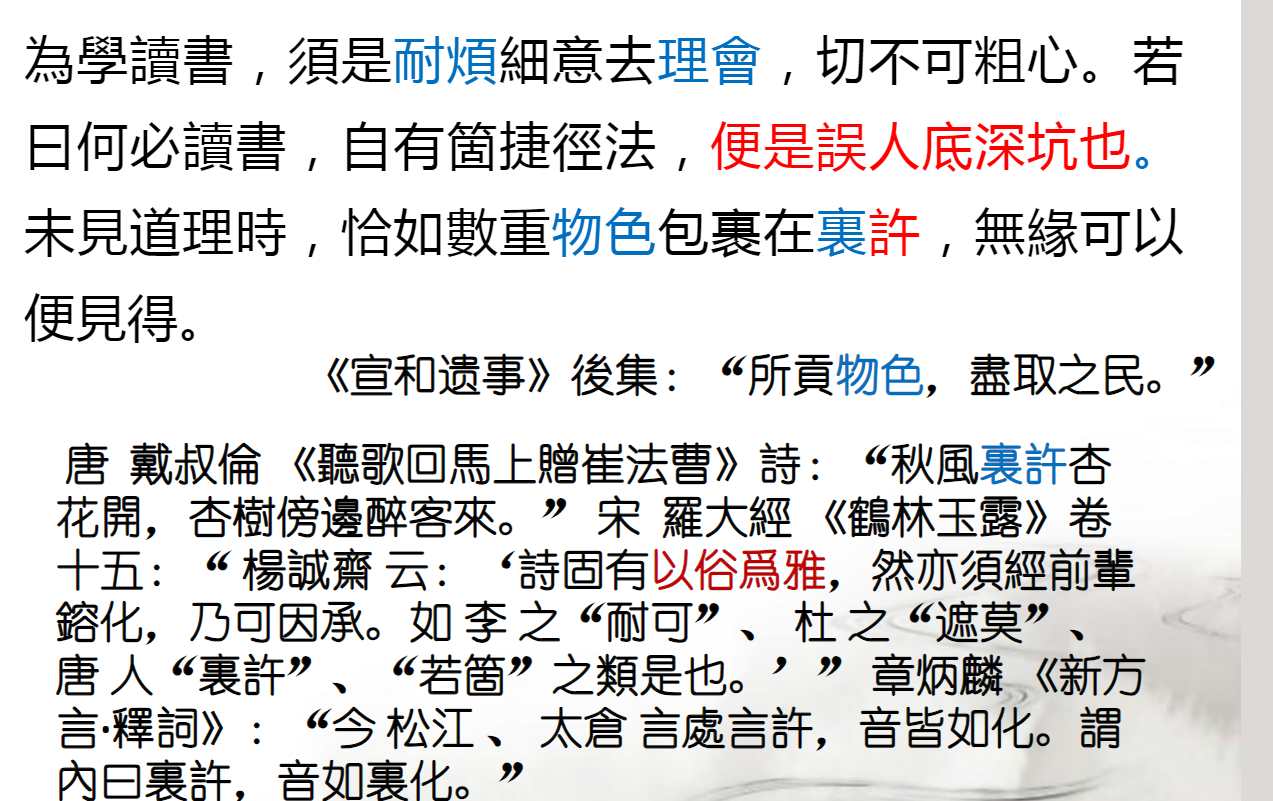 為學讀書，須是耐煩細意去理會，切不可粗心。若
曰何必讀書，自有箇捷徑法，便是誤人底深坑也。
未見道理時，恰如數重物色包裹在裏許，無緣可以
便見得。
《宣和遗事》後集：“所貢物色，盡取之民。”
唐 戴叔倫 《聽歌回馬上贈崔法曹》詩：“秋風裏許杏
花開，杏樹傍邊醉客來。” 宋 羅大經 《鶴林玉露》卷
十五：“ 楊誠齋 云：‘詩固有以俗爲雅，然亦須經前輩
鎔化，乃可因承。如 李 之“耐可”、 杜 之“遮莫”、
唐 人“裏許”、“若箇”之類是也。’” 章炳麟 《新方
言·釋詞》：“今 松江 、 太倉 言處言許，音皆如化。謂
內曰裏許，音如裏化。”